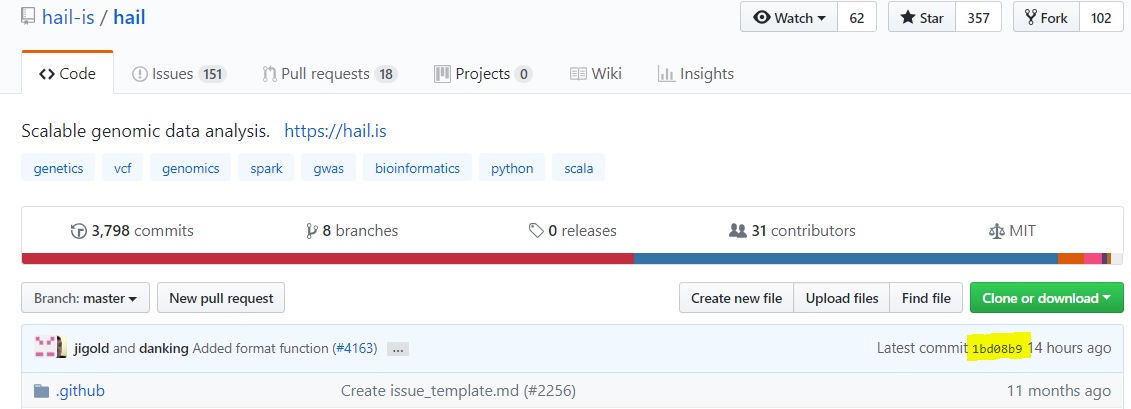 hail-is / hail Watch 62 Star 357 Fork 102
Code Issues 151 Pull requests 18 Projects 0 Wiki Insights
Scalable genomic data analysis. https://hail.is
genetics vcf genomics spark gwas bioinformatics python scala
3,798 commits 8 branches 0 releases 31 contributors MIT
Branch: master New pull request Create new file Upload files Find file Clone or download
jigold and danking Added format function (#4163) ... Latest commit 1bd08b9 14 hours ago
.github Create issue_template.md (#2256) 11 months ago